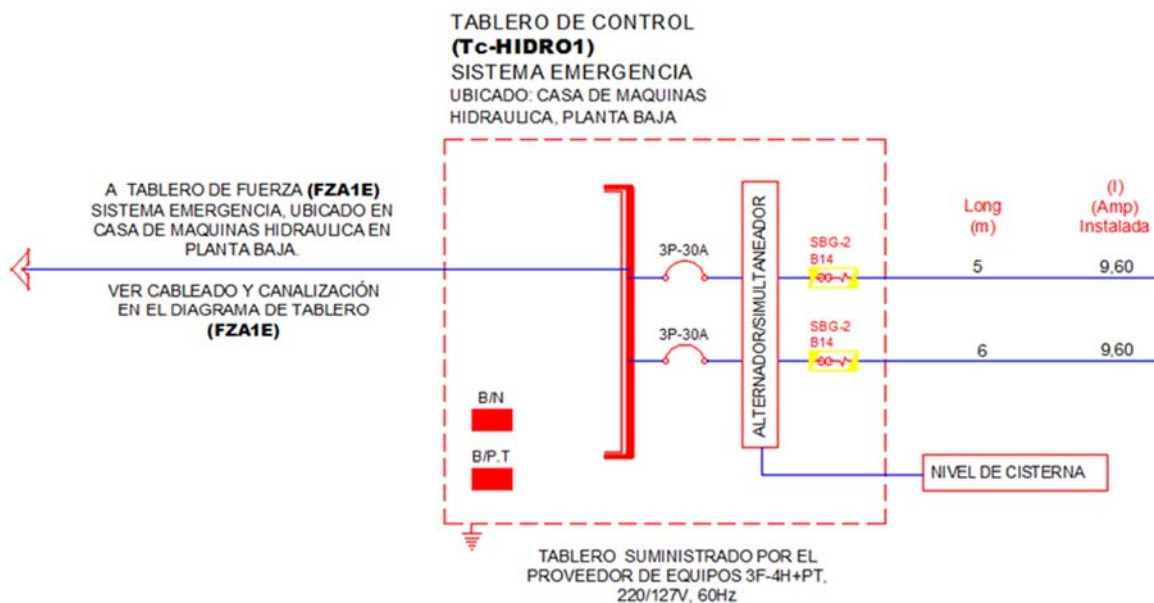 TABLERO DE CONTROL
(Tc-HIDRO1)
SISTEMA EMERGENCIA
UBICADO: CASA DE MAQUINAS
HIDRAULICA, PLANTA BAJA
A TABLERO DE FUERZA (FZA1E)
SISTEMA EMERGENCIA, UBICADO EN
CASA DE MAQUINAS HIDRAULICA EN
PLANTA BAJA.
VER CABLEADO Y CANALIZACIÓN
EN EL DIAGRAMA DE TABLERO
(FZA1E)
3P-30A
3P-30A
ALTERNADOR/SIMULTANEADOR
SBG-2
B14
SBG-2
B14
Long
(m)
(I)
(Amp)
Instalada
5
9,60
6
9,60
B/N
B/P.T
NIVEL DE CISTERNA
TABLERO SUMINISTRADO POR EL
PROVEEDOR DE EQUIPOS 3F-4H+PT,
220/127V, 60Hz